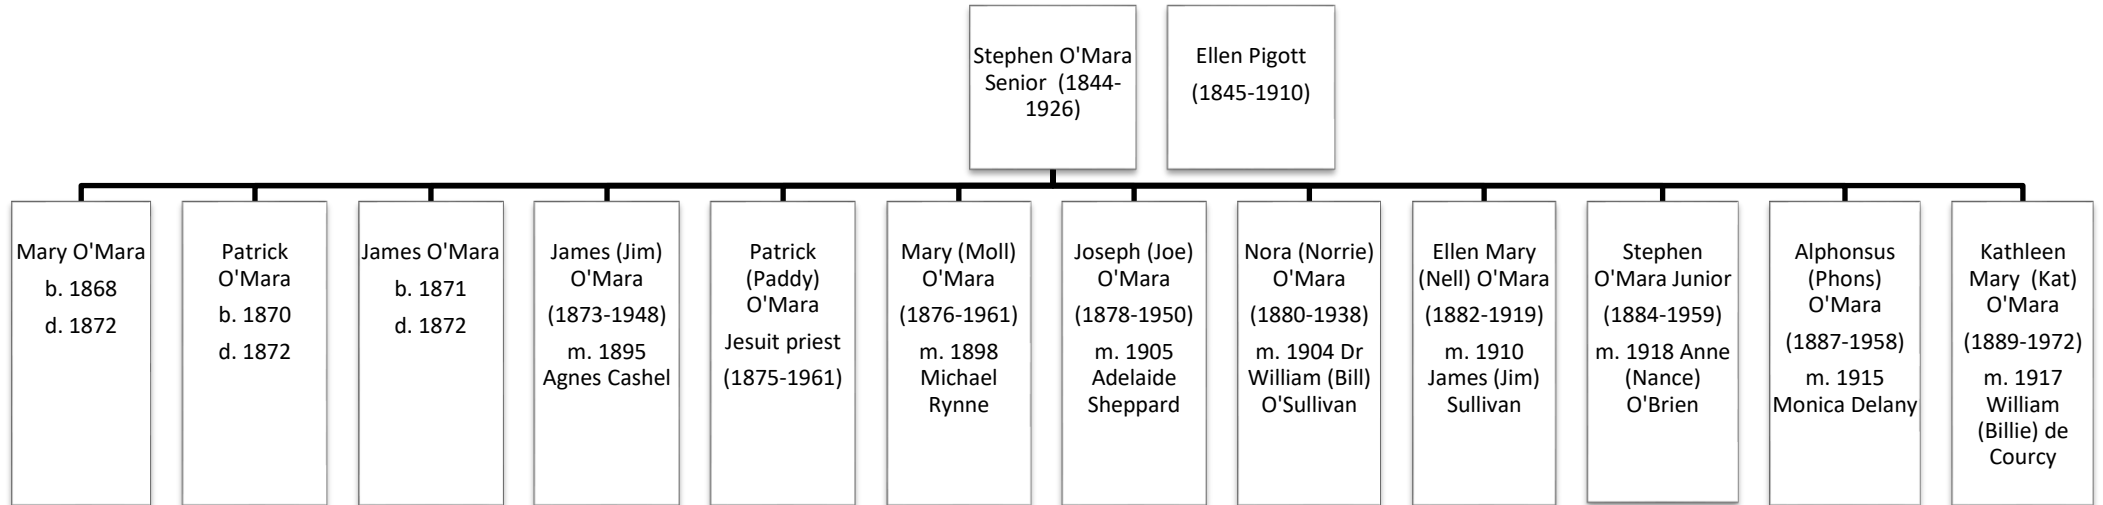 Stephen O'Mara
Senior (1844-
1926)
Ellen Pigott
(1845-1910)
Mary O'Mara
b. 1868
d. 1872
Patrick
O'Mara
b. 1870
d. 1872
James O'Mara
b. 1871
d. 1872
James (Jim)
O'Mara
(1873-1948)
m. 1895
Agnes Cashel
Patrick
(Paddy)
O'Mara
Jesuit priest
(1875-1961)
Mary (Moll)
O'Mara
(1876-1961)
m. 1898
Michael
Rynne
Joseph (Joe)
O'Mara
(1878-1950)
m. 1905
Adelaide
Sheppard
Nora (Norrie)
O'Mara
(1880-1938)
m. 1904 Dr
William (Bill)
O'Sullivan
Ellen Mary
(Nell) O'Mara
(1882-1919)
m. 1910
James (Jim)
Sullivan
Stephen
O'Mara Junior
(1884-1959)
m. 1918 Anne
(Nance)
O'Brien
Alphonsus
(Phons)
O'Mara
(1887-1958)
m. 1915
Monica Delany
Kathleen
Mary (Kat)
O'Mara
(1889-1972)
m. 1917
William
(Billie) de
Courcy